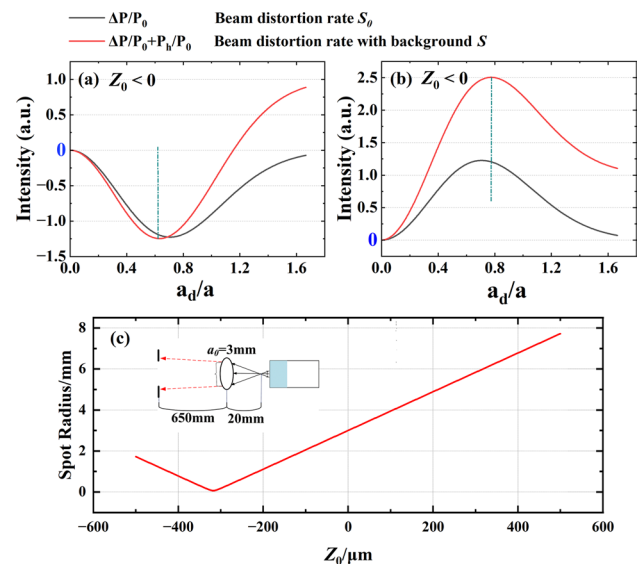 ΔP/P₀ Beam distortion rate S₀
ΔP/P₀+Pₕ/P₀ Beam distortion rate with background S
(a) Z₀ < 0
Intensity (a.u.)
1.0
0.5
0
−0.5
−1.0
−1.5
0.0 0.4 0.8 1.2 1.6
a_d/a
(b) Z₀ < 0
Intensity (a.u.)
2.5
2.0
1.5
1.0
0.5
0
0.0 0.4 0.8 1.2 1.6
a_d/a
(c)
Spot Radius/mm
8
6
4
2
0
a₀=3mm
650mm 20mm
−600 −400 −200 0 200 400 600
Z₀/μm